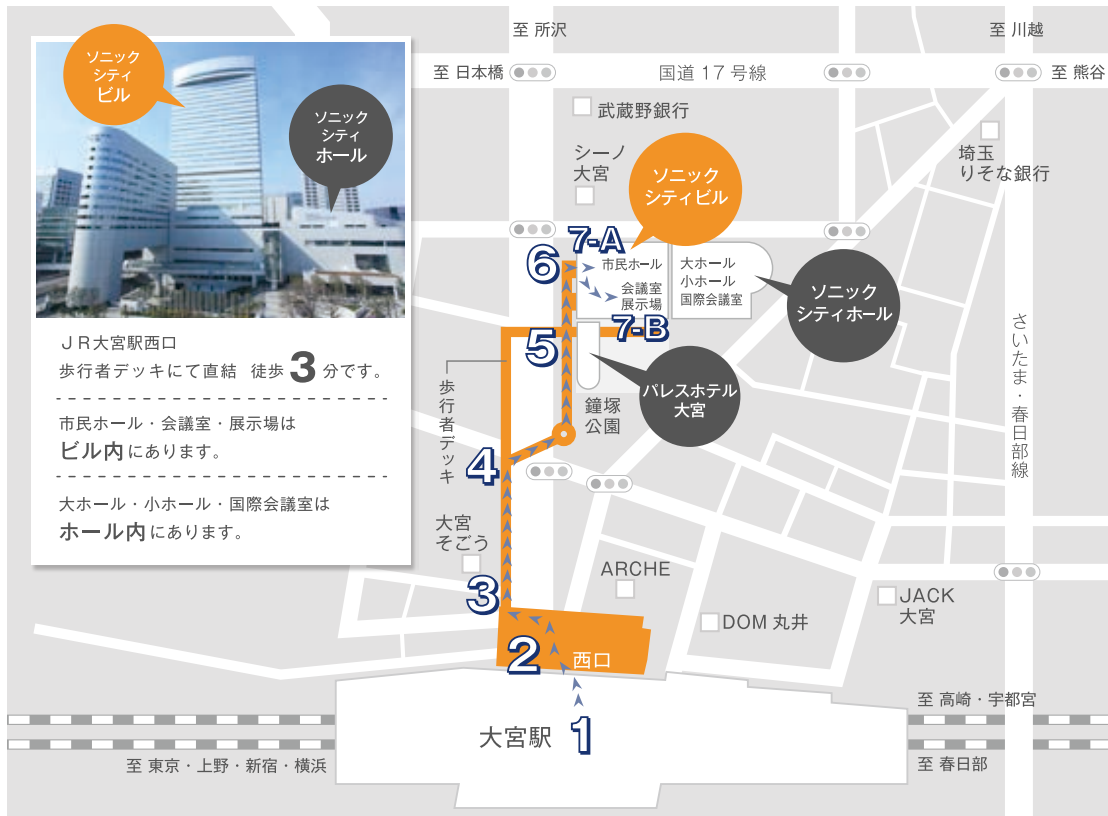 ソニック
シティ
ビル
ソニック
シティ
ホール
JR大宮駅西口
歩行者デッキにて直結 徒歩 3 分です。
市民ホール・会議室・展示場は
ビル内にあります。
大ホール・小ホール・国際会議室は
ホール内にあります。
至 所沢
至 川越
至 日本橋
国道 17 号線
至 熊谷
武蔵野銀行
シーノ
大宮
埼玉
りそな銀行
ソニック
シティビル
7-A
6
市民ホール
会議室
展示場
大ホール
小ホール
国際会議室
ソニック
シティホール
7-B
5
さいたま・春日部線
歩行者デッキ
パレスホテル
大宮
鐘塚
公園
4
大宮
そごう
3
ARCHE
JACK
大宮
DOM 丸井
2
西口
1
大宮駅
至 高崎・宇都宮
至 東京・上野・新宿・横浜
至 春日部